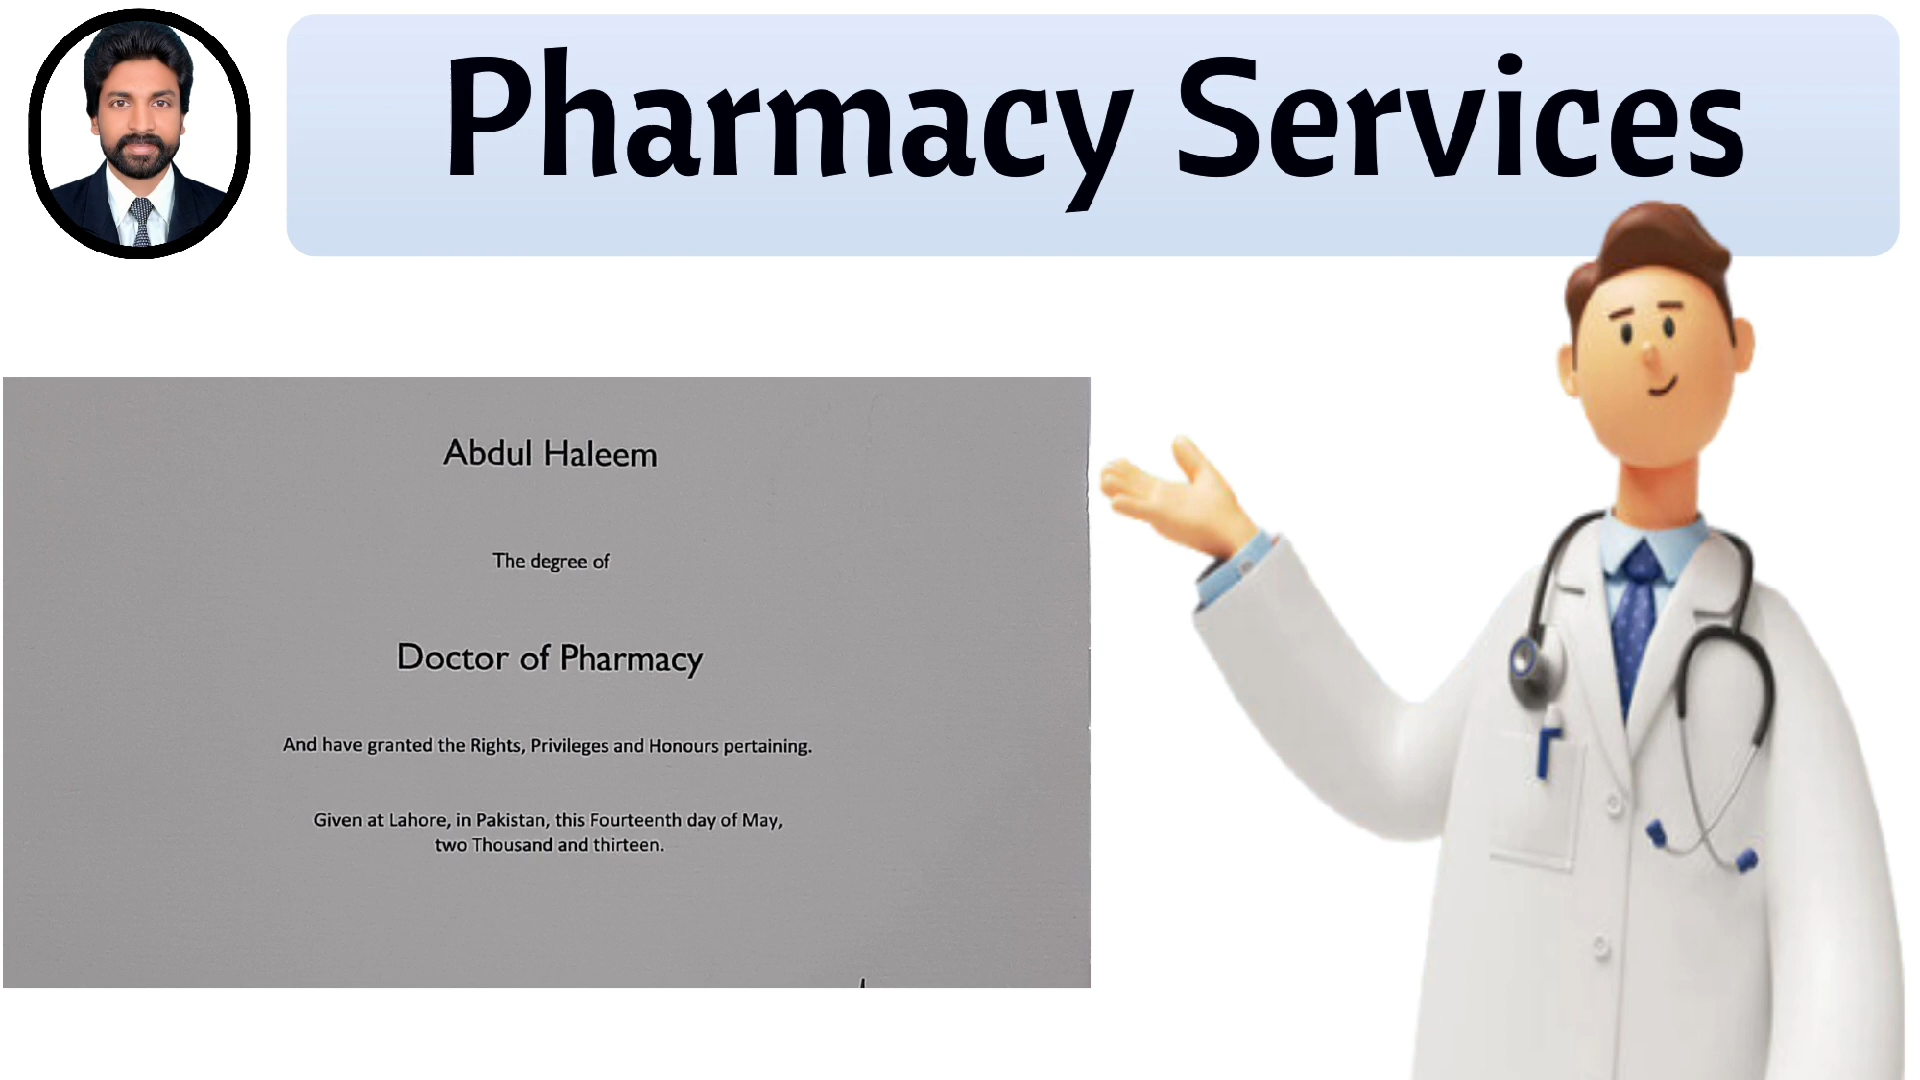 Pharmacy Services
Abdul Haleem
The degree of
Doctor of Pharmacy
And have granted the Rights, Privileges and Honours pertaining.
Given at Lahore, in Pakistan, this Fourteenth day of May,
two Thousand and thirteen.